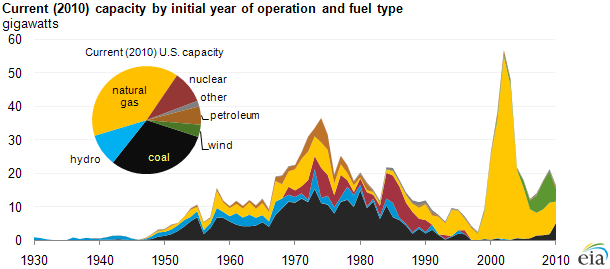 Current (2010) capacity by initial year of operation and fuel type
gigawatts
60
50
40
30
20
10
0
Current (2010) U.S. capacity
nuclear
other
petroleum
wind
natural
gas
hydro
coal
1930 1940 1950 1960 1970 1980 1990 2000 2010
eia